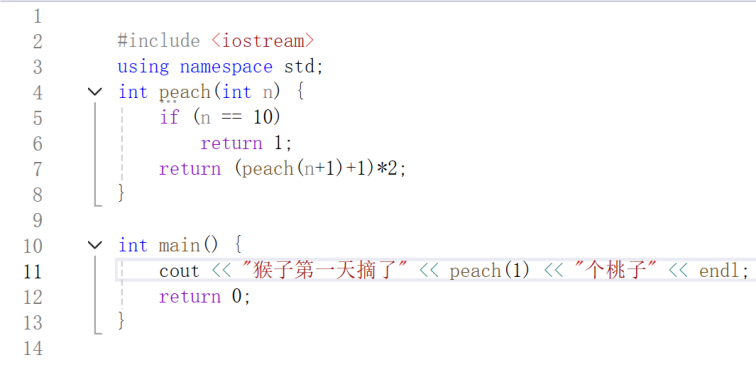 1
2 #include <iostream>
3 using namespace std;
4 int peach(int n) {
5 if (n == 10)
6 return 1;
7 return (peach(n+1)+1)*2;
8 }
9
10 int main() {
11 cout << "猴子第一天摘了" << peach(1) << "个桃子" << endl;
12 return 0;
13 }
14